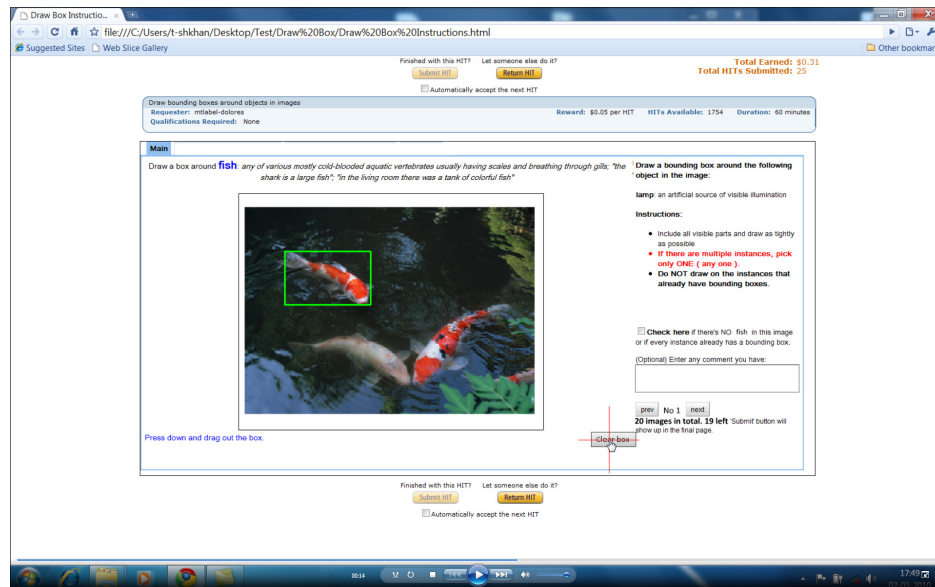 Draw Box Instructio...
file:///C:/Users/t-shkhan/Desktop/Test/Draw%20Box/Draw%20Box%20Instructions.html
Suggested Sites
Web Slice Gallery
Other bookmar
Finished with this HIT?
Let someone else do it?
Submit HIT
Return HIT
Automatically accept the next HIT
Total Earned: $0.31
Total HITs Submitted: 25
Draw bounding boxes around objects in images
Requester: mtlabel-dolores
Reward: $0.05 per HIT
HITs Available: 1754
Duration: 60 minutes
Qualifications Required: None
Main
Draw a box around fish: any of various mostly cold-blooded aquatic vertebrates usually having scales and breathing through gills; "the
shark is a large fish"; "in the living room there was a tank of colorful fish"
Press down and drag out the box.
Draw a bounding box around the following
object in the image:
lamp: an artificial source of visible illumination
Instructions:
• Include all visible parts and draw as tightly
as possible
• If there are multiple instances, pick
only ONE ( any one ).
• Do NOT draw on the instances that
already have bounding boxes.
Check here if there's NO fish in this image
or if every instance already has a bounding box.
(Optional) Enter any comment you have:
prev No 1 next
20 images in total. 19 left 'Submit' button will
show up in the final page.
Clear box
Finished with this HIT?
Let someone else do it?
Submit HIT
Return HIT
Automatically accept the next HIT
00:14
17:49